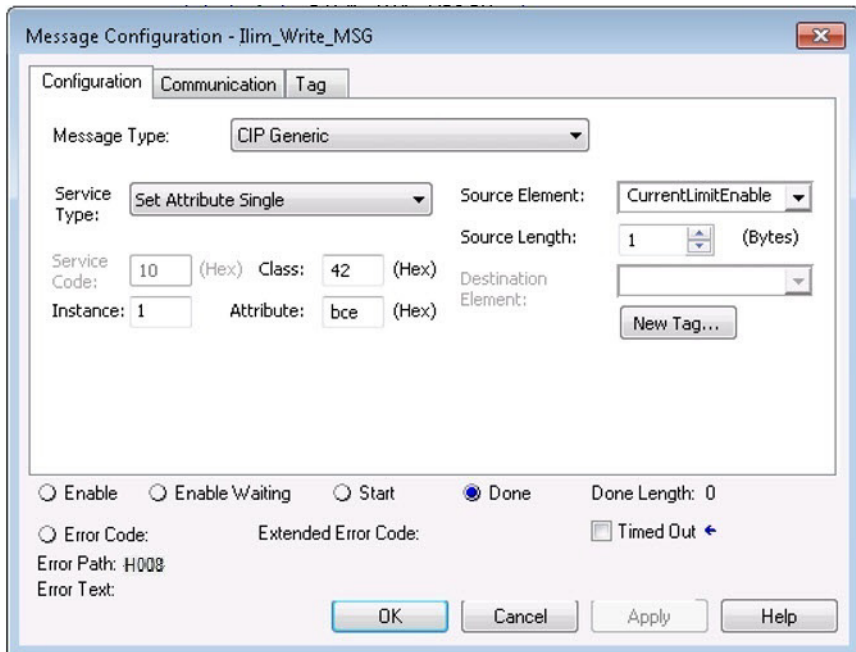 Message Configuration - Ilim_Write_MSG
Configuration Communication Tag
Message Type: CIP Generic
Service Type: Set Attribute Single
Source Element: CurrentLimitEnable
Source Length: 1 (Bytes)
Service Code: 10 (Hex) Class: 42 (Hex)
Destination Element:
Instance: 1 Attribute: bce (Hex)
New Tag...
Enable Enable Waiting Start Done Done Length: 0
Error Code: Extended Error Code: Timed Out
Error Path: H008
Error Text:
OK Cancel Apply Help